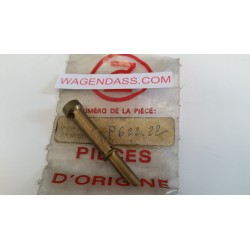 WAGENDASS.COM
NUMÉRO DE LA PIÈCE:
PIÈCES
D'ORIGINE